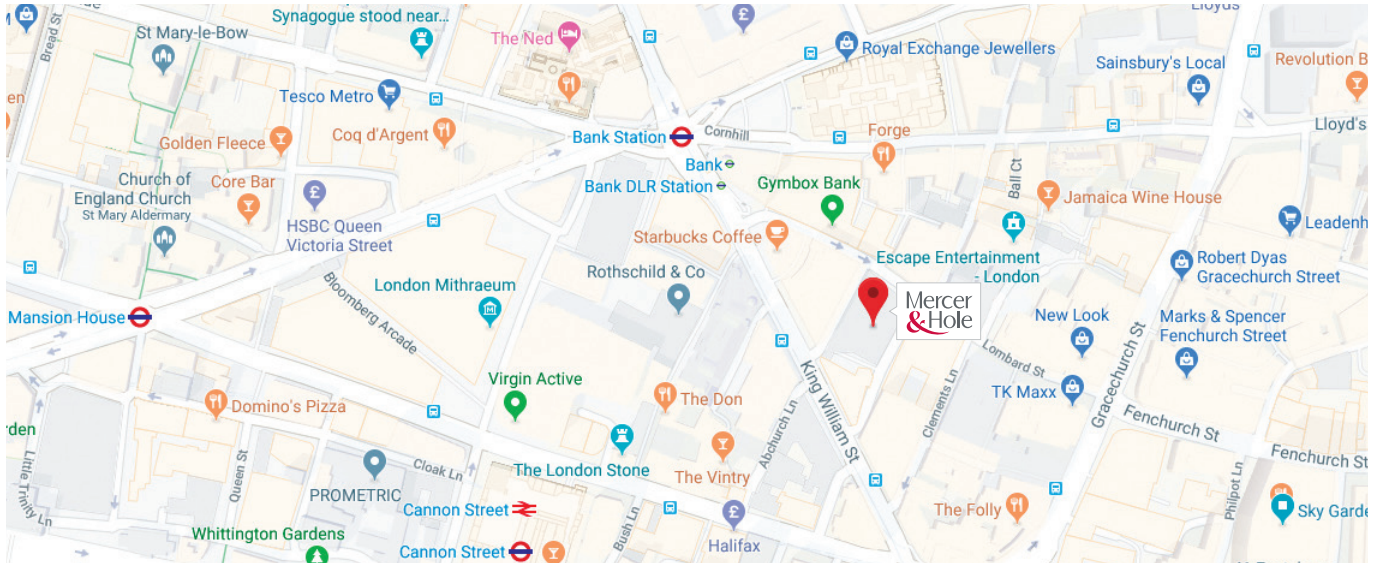 Lloyds
Synagogue stood near...
Bread St
St Mary-le-Bow
The Ned
£
Royal Exchange Jewellers
Sainsbury's Local
Revolution B
Tesco Metro
Coq d'Argent
Golden Fleece
Bank Station
Cornhill
Forge
Lloyd's
Bank
Bank DLR Station
Gymbox Bank
Ball Ct
Church of
England Church
St Mary Aldermary
Core Bar
£
HSBC Queen
Victoria Street
Jamaica Wine House
Leadenh
Starbucks Coffee
Escape Entertainment
- London
Robert Dyas
Gracechurch Street
Rothschild & Co
London Mithraeum
Bloomberg Arcade
Mansion House
Mercer
&Hole
New Look
Marks & Spencer
Fenchurch Street
Lombard St
King William St
Gracechurch St
Virgin Active
TK Maxx
Clements Ln
The Don
Domino's Pizza
Abchurch Ln
Fenchurch St
rden
Little Trinity Ln
Queen St
Cloak Ln
The London Stone
The Vintry
Fenchurch St
Philpot Ln
PROMETRIC
Cannon Street
Bush Ln
£
Halifax
The Folly
Sky Garde
Whittington Gardens
Cannon Street